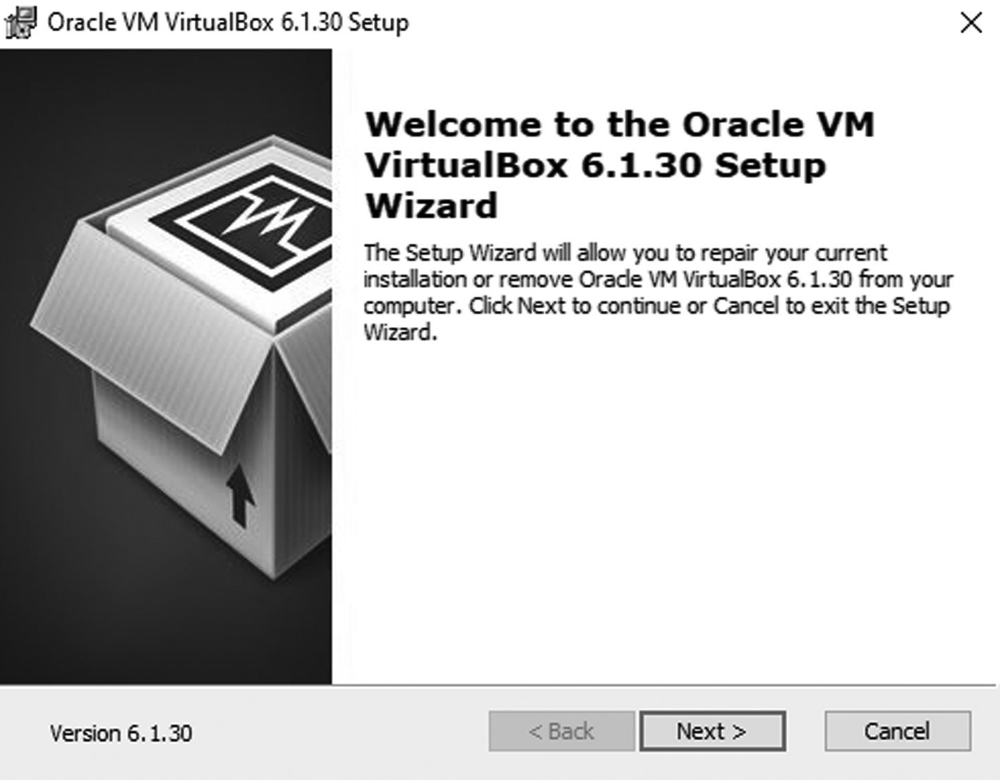 Oracle VM VirtualBox 6.1.30 Setup
Welcome to the Oracle VM
VirtualBox 6.1.30 Setup
Wizard
The Setup Wizard will allow you to repair your current
installation or remove Oracle VM VirtualBox 6.1.30 from your
computer. Click Next to continue or Cancel to exit the Setup
Wizard.
Version 6.1.30
< Back
Next >
Cancel